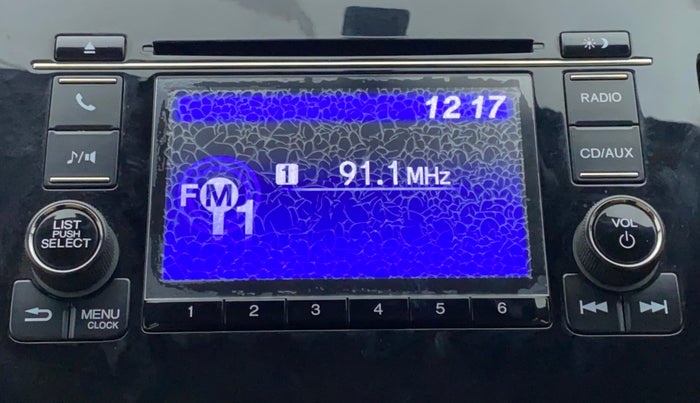 12 17
RADIO
CD/AUX
1 91.1 MHz
FM 1
LIST
PUSH
SELECT
VOL
MENU
CLOCK
1 2 3 4 5 6